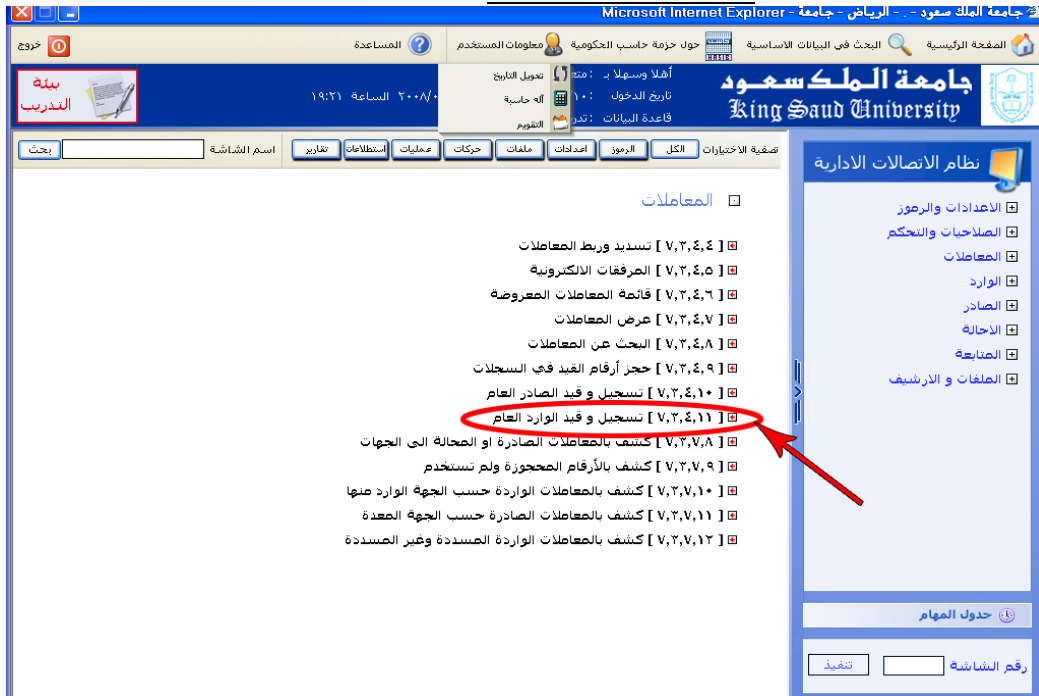 جامعة الملك سعود - . - الرياض - جامعة - Microsoft Internet Explorer
الصفحة الرئيسية البحث في البيانات الاساسية حول حزمة حاسب الحكومية معلومات المستخدم المساعدة خروج
جامعة الملك سعود
King Saud University
أهلا وسهلا بـ :
تاريخ الدخول :
قاعدة البيانات :
تحويل التاريخ
آله حاسبة
التقويم
الساعة ١٩:٢١
بيئة
التدريب
نظام الاتصالات الادارية
الاعدادات والرموز
الصلاحيات والتحكم
المعاملات
الوارد
الصادر
الاحالة
المتابعة
الملفات و الارشيف
جدول المهام
رقم الشاشة تنفيذ
تصفية الاختيارات الكل الرموز اعدادات ملفات حركات عمليات استطلاعات تقارير اسم الشاشة بحث
المعاملات
[ ٧,٣,٤,٤ ] تسديد وربط المعاملات
[ ٧,٣,٤,٥ ] المرفقات الالكترونية
[ ٧,٣,٤,٦ ] قائمة المعاملات المعروضة
[ ٧,٣,٤,٧ ] عرض المعاملات
[ ٧,٣,٤,٨ ] البحث عن المعاملات
[ ٧,٣,٤,٩ ] حجز أرقام القيد في السجلات
[ ٧,٣,٤,١٠ ] تسجيل و قيد الصادر العام
[ ٧,٣,٤,١١ ] تسجيل و قيد الوارد العام
[ ٧,٣,٧,٨ ] كشف بالمعاملات الصادرة او المحالة الى الجهات
[ ٧,٣,٧,٩ ] كشف بالأرقام المحجوزة ولم تستخدم
[ ٧,٣,٧,١٠ ] كشف بالمعاملات الواردة حسب الجهة الوارد منها
[ ٧,٣,٧,١١ ] كشف بالمعاملات الصادرة حسب الجهة المعدة
[ ٧,٣,٧,١٢ ] كشف بالمعاملات الواردة المسددة وغير المسددة